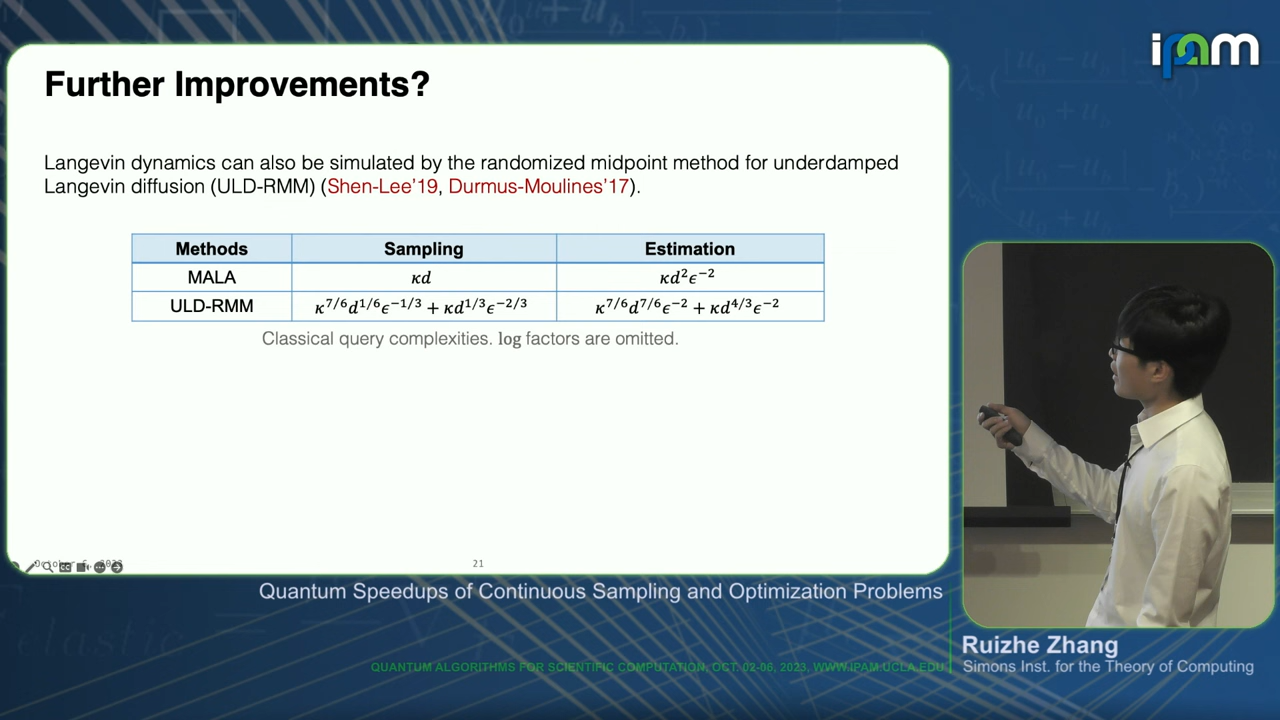 ipam
Further Improvements?
Langevin dynamics can also be simulated by the randomized midpoint method for underdamped
Langevin diffusion (ULD-RMM) (Shen-Lee'19, Durmus-Moulines'17).
Methods Sampling Estimation
MALA κd κd²ϵ⁻²
ULD-RMM κ^{7/6}d^{1/6}ϵ^{-1/3} + κd^{1/3}ϵ^{-2/3} κ^{7/6}d^{7/6}ϵ⁻² + κd^{4/3}ϵ⁻²
Classical query complexities. log factors are omitted.
21
Quantum Speedups of Continuous Sampling and Optimization Problems
Ruizhe Zhang
Simons Inst. for the Theory of Computing
QUANTUM ALGORITHMS FOR SCIENTIFIC COMPUTATION, OCT. 02-06, 2023, WWW.IPAM.UCLA.EDU
elastic